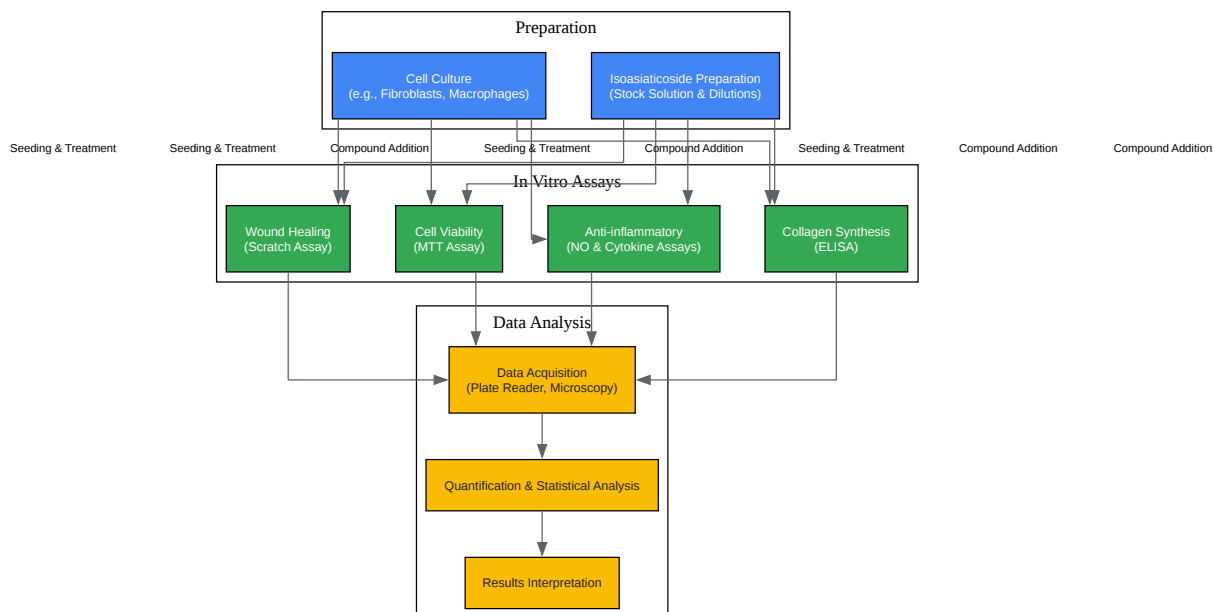 Preparation
Cell Culture
(e.g., Fibroblasts, Macrophages)
Isoasiaticoside Preparation
(Stock Solution & Dilutions)
Seeding & Treatment
Seeding & Treatment
Compound Addition
Seeding & Treatment
Compound Addition
Seeding & Treatment
Compound Addition
Compound Addition
In Vitro Assays
Wound Healing
(Scratch Assay)
Cell Viability
(MTT Assay)
Anti-inflammatory
(NO & Cytokine Assays)
Collagen Synthesis
(ELISA)
Data Analysis
Data Acquisition
(Plate Reader, Microscopy)
Quantification & Statistical Analysis
Results Interpretation